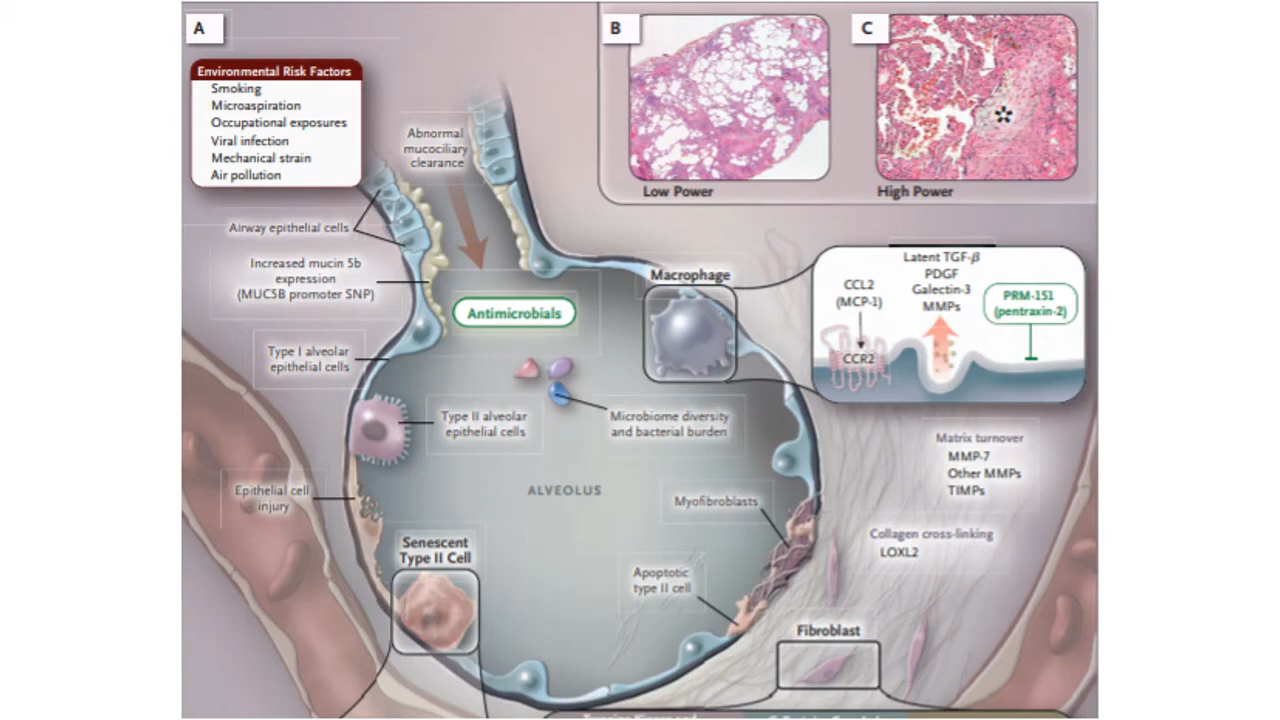 A
Environmental Risk Factors
Smoking
Microaspiration
Occupational exposures
Viral infection
Mechanical strain
Air pollution
Abnormal
mucociliary
clearance
Airway epithelial cells
Increased mucin 5b
expression
(MUC5B promoter SNP)
Antimicrobials
Type I alveolar
epithelial cells
Type II alveolar
epithelial cells
Microbiome diversity
and bacterial burden
ALVEOLUS
Epithelial cell
injury
Senescent
Type II Cell
Myofibroblasts
Apoptotic
type II cell
Fibroblast
B
Low Power
C
High Power
Macrophage
CCL2
(MCP-1)
CCR2
Latent TGF-β
PDGF
Galectin-3
MMPs
PRM-151
(pentraxin-2)
Matrix turnover
MMP-7
Other MMPs
TIMPs
Collagen cross-linking
LOXL2